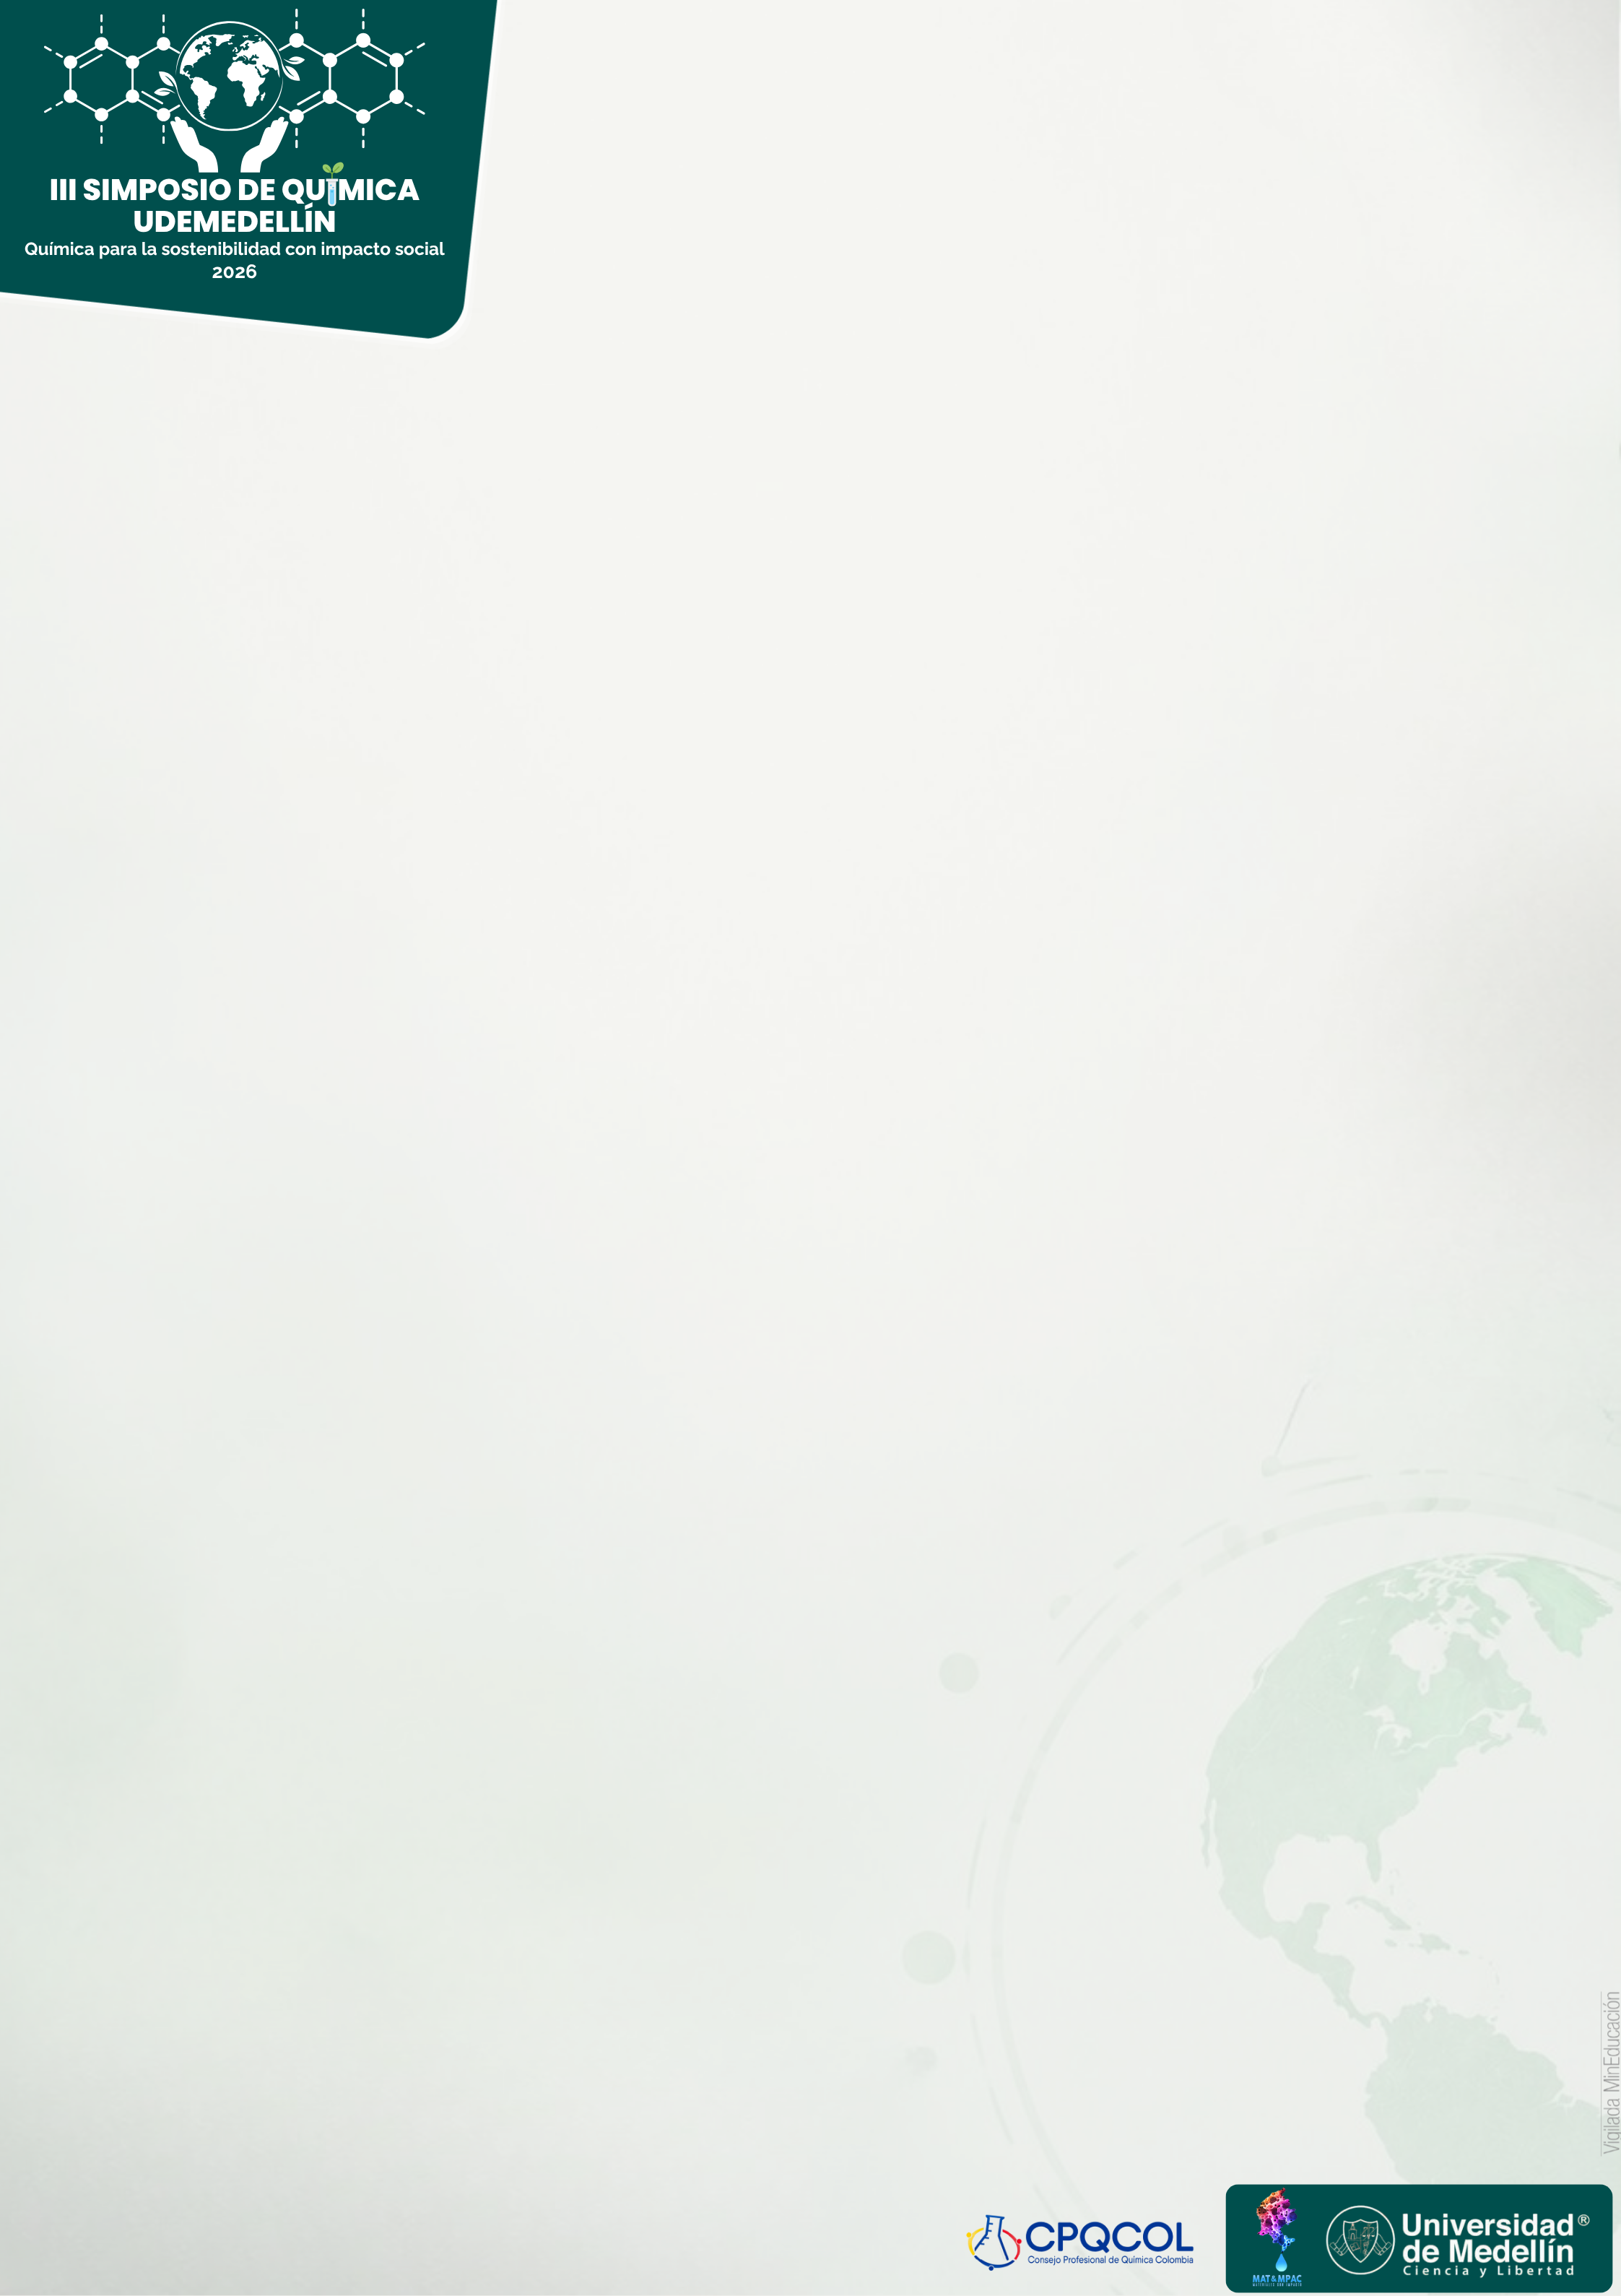 III SIMPOSIO DE QUÍMICA
UDEMEDELLÍN
Química para la sostenibilidad con impacto social
2026
Vigilada MinEducación
CPQCOL
Consejo Profesional de Química Colombia
MAT&MPAC
Universidad®
de Medellín
Ciencia y Libertad